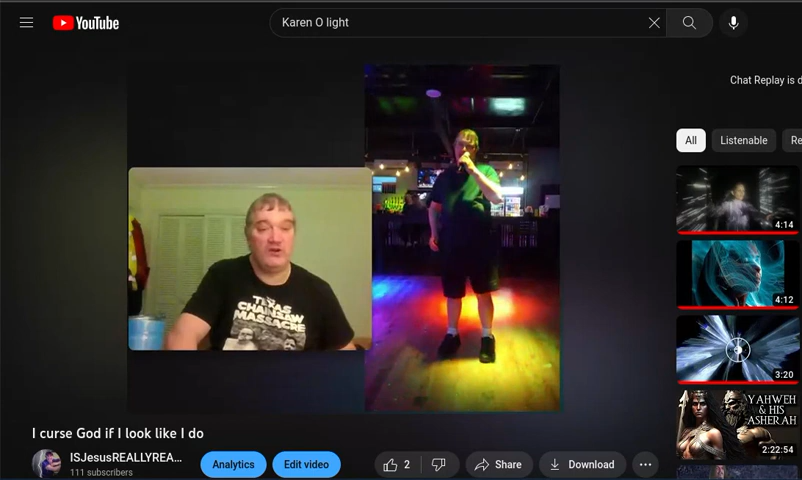 YouTube
Karen O light
Chat Replay is d
All
Listenable
Re
4:14
4:12
3:20
YAHWEH
& HIS
ASHERAH
2:22:54
THE
TEXAS
CHAINSAW
MASSACRE
I curse God if I look like I do
ISJesusREALLYREA...
111 subscribers
Analytics
Edit video
2
Share
Download